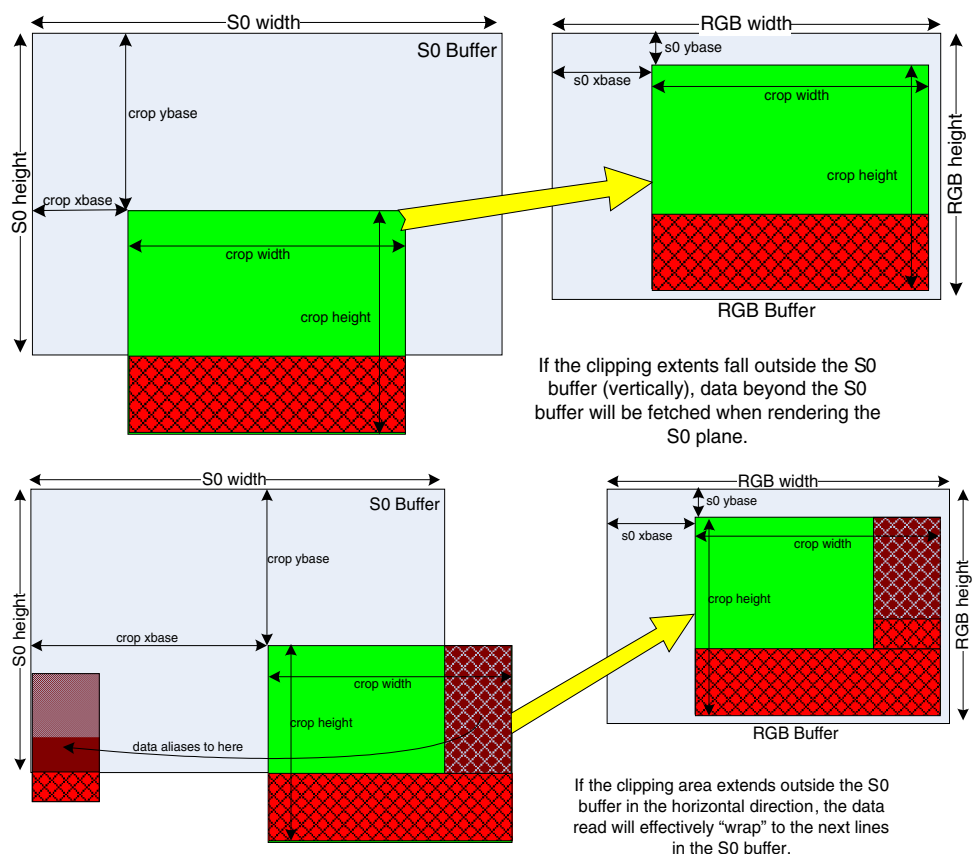 S0 width
S0 Buffer
S0 height
crop ybase
crop xbase
crop width
crop height
RGB width
s0 ybase
s0 xbase
crop width
crop height
RGB height
RGB Buffer
If the clipping extents fall outside the S0
buffer (vertically), data beyond the S0
buffer will be fetched when rendering the
S0 plane.
S0 width
S0 Buffer
S0 height
crop ybase
crop xbase
crop width
crop height
data aliases to here
RGB width
s0 ybase
s0 xbase
crop width
crop height
RGB height
RGB Buffer
If the clipping area extends outside the S0
buffer in the horizontal direction, the data
read will effectively “wrap” to the next lines
in the S0 buffer.